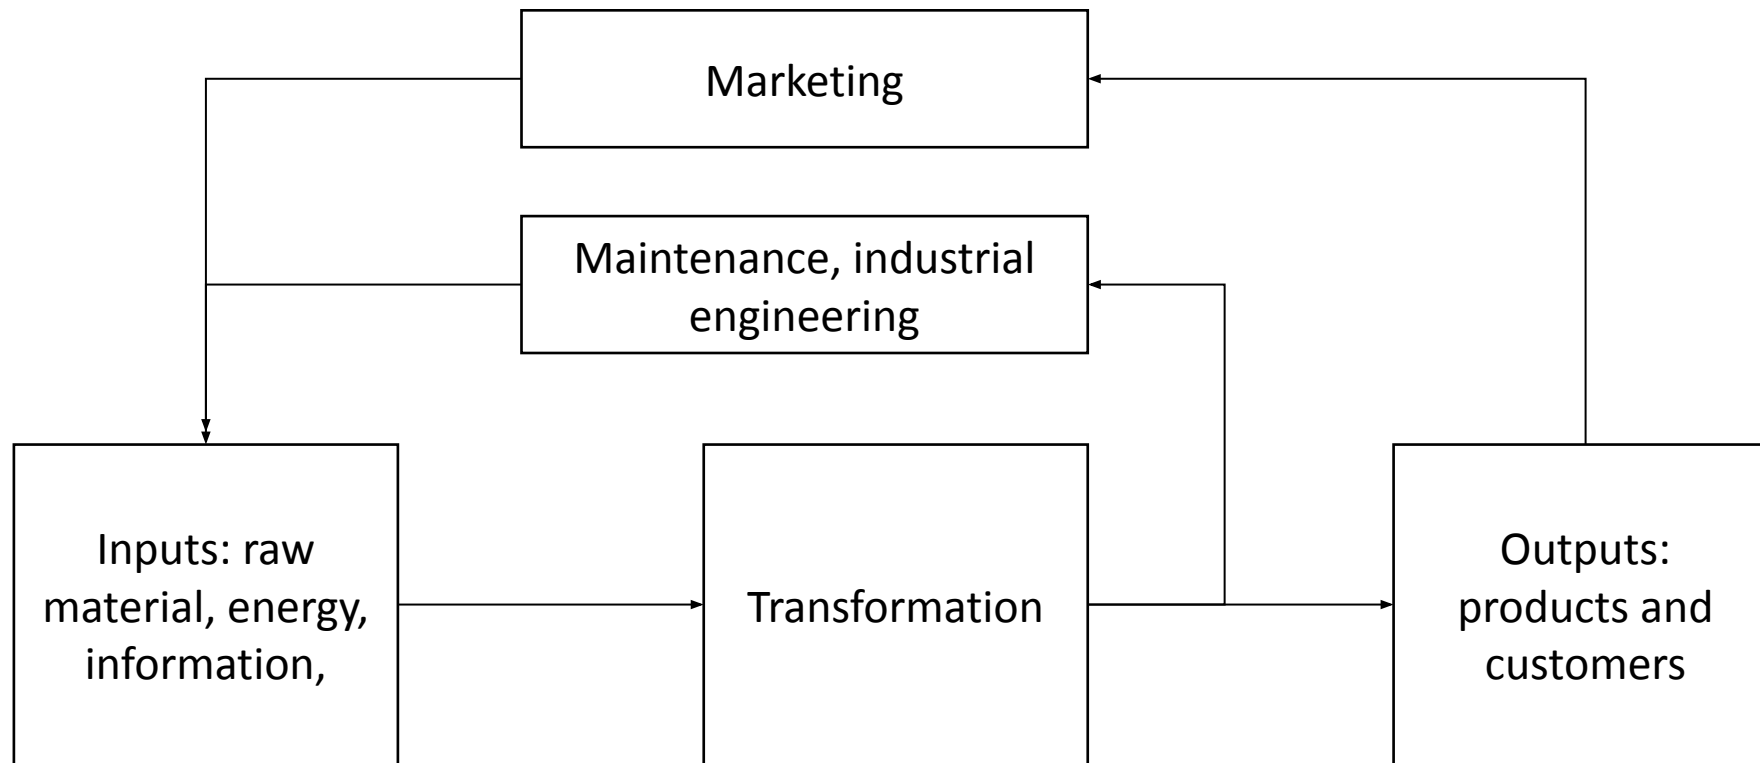 Marketing
Maintenance, industrial
engineering
Inputs: raw
material, energy,
information,
Transformation
Outputs:
products and
customers